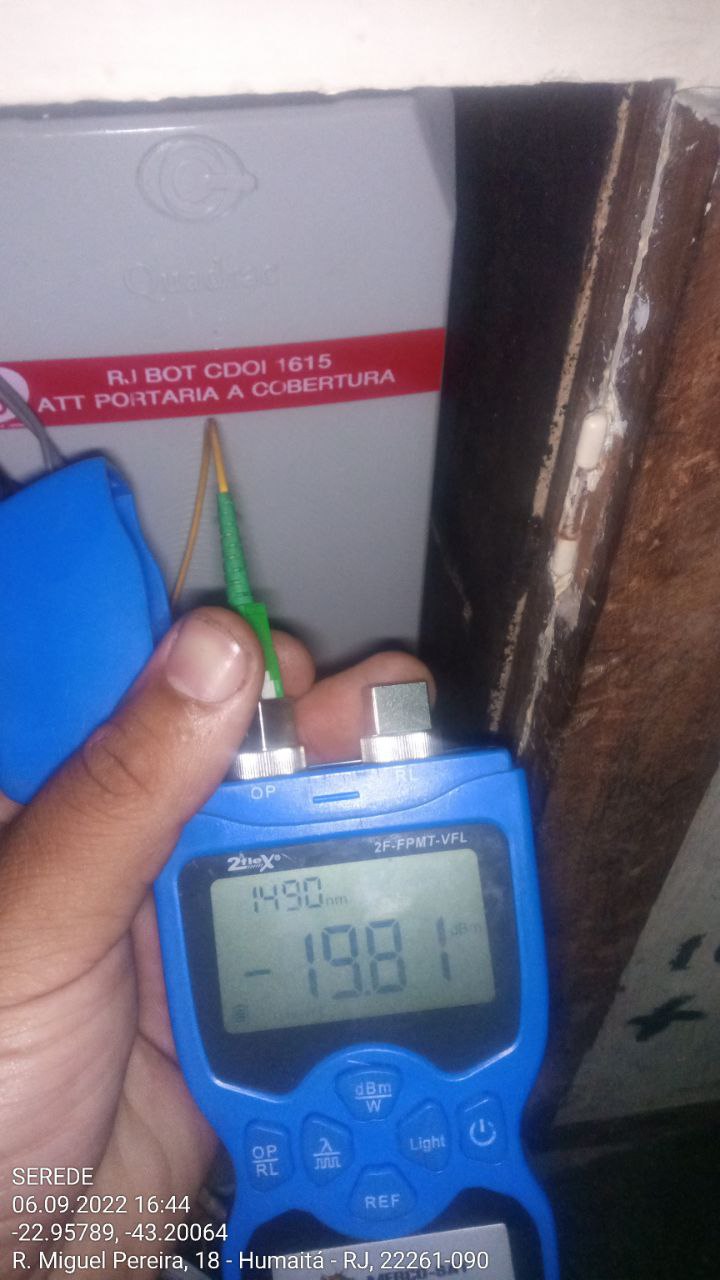 Quadrac
RJ BOT CDOI 1615
ATT PORTARIA A COBERTURA
OP
RL
2flex®
2F-FPMT-VFL
1490nm
-19.81 dBm
dBm
W
OP
RL
λ
Light
REF
SEREDE
06.09.2022 16:44
-22.95789, -43.20064
R. Miguel Pereira, 18 - Humaitá - RJ, 22261-090